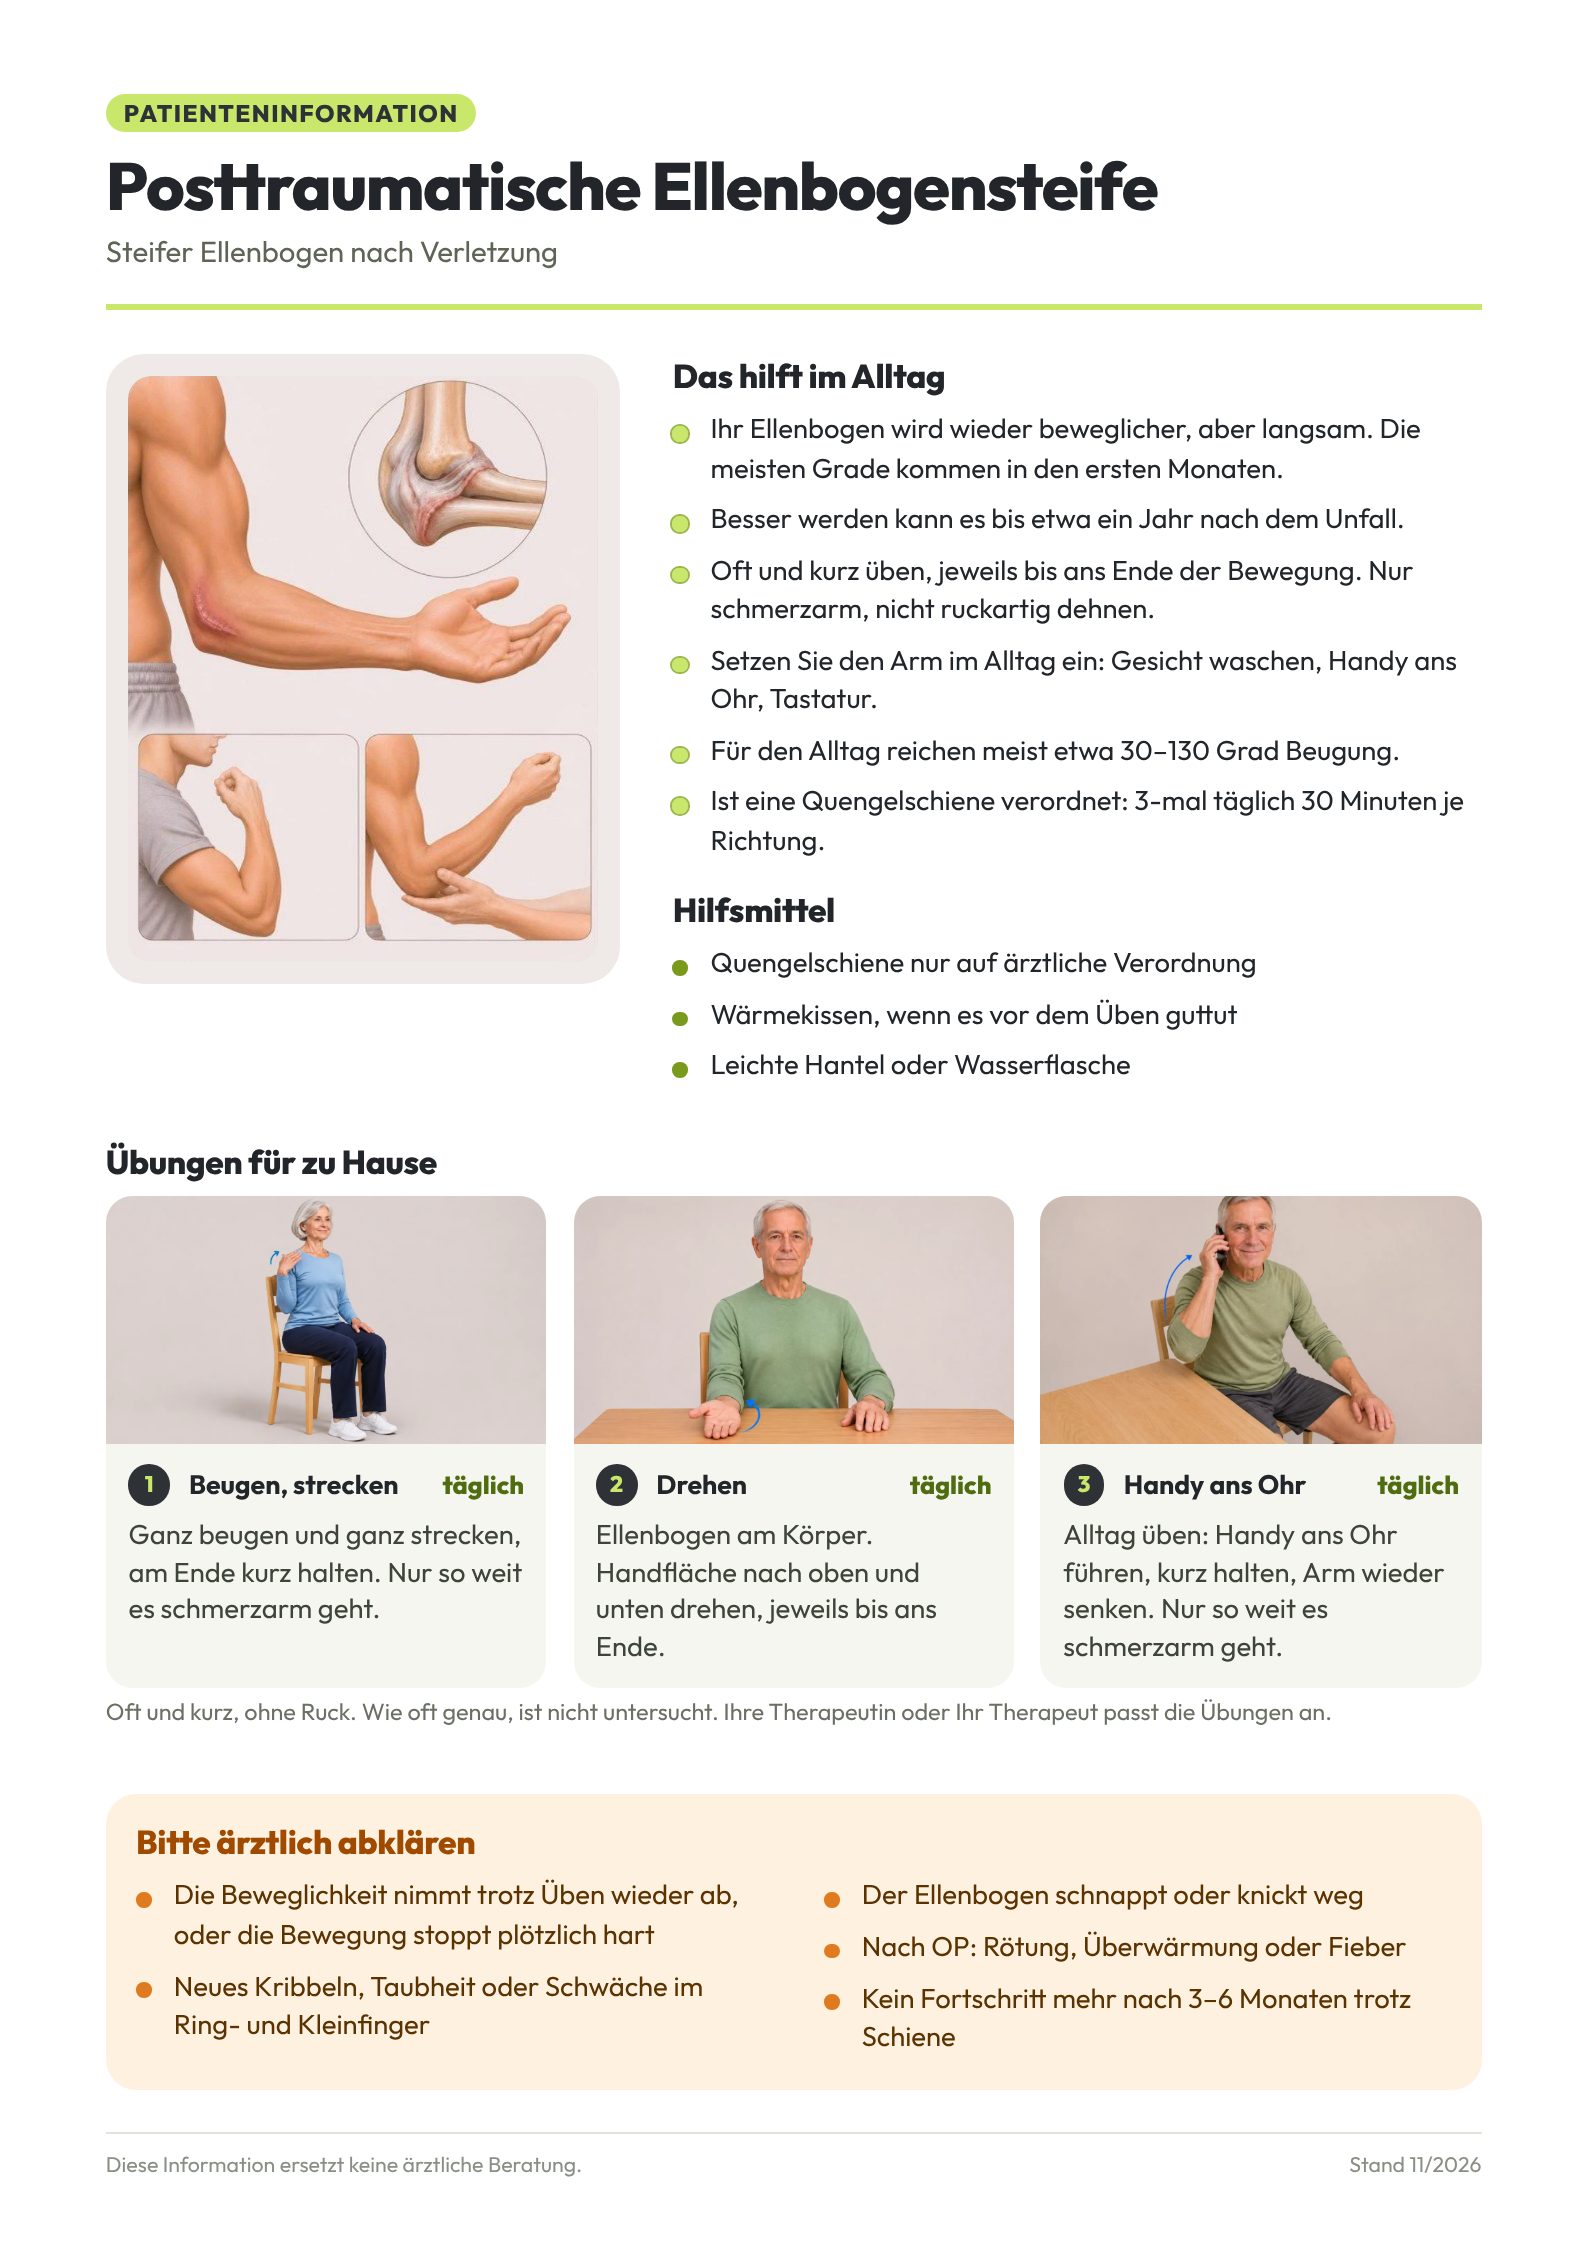 PATIENTENINFORMATION
Posttraumatische Ellenbogensteife
Steifer Ellenbogen nach Verletzung
Das hilft im Alltag
Ihr Ellenbogen wird wieder beweglicher, aber langsam. Die
meisten Grade kommen in den ersten Monaten.
Besser werden kann es bis etwa ein Jahr nach dem Unfall.
Oft und kurz üben, jeweils bis ans Ende der Bewegung. Nur
schmerzarm, nicht ruckartig dehnen.
Setzen Sie den Arm im Alltag ein: Gesicht waschen, Handy ans
Ohr, Tastatur.
Für den Alltag reichen meist etwa 30–130 Grad Beugung.
Ist eine Quengelschiene verordnet: 3-mal täglich 30 Minuten je
Richtung.
Hilfsmittel
Quengelschiene nur auf ärztliche Verordnung
Wärmekissen, wenn es vor dem Üben guttut
Leichte Hantel oder Wasserflasche
Übungen für zu Hause
1 Beugen, strecken täglich
Ganz beugen und ganz strecken,
am Ende kurz halten. Nur so weit
es schmerzarm geht.
2 Drehen täglich
Ellenbogen am Körper.
Handfläche nach oben und
unten drehen, jeweils bis ans
Ende.
3 Handy ans Ohr täglich
Alltag üben: Handy ans Ohr
führen, kurz halten, Arm wieder
senken. Nur so weit es
schmerzarm geht.
Oft und kurz, ohne Ruck. Wie oft genau, ist nicht untersucht. Ihre Therapeutin oder Ihr Therapeut passt die Übungen an.
Bitte ärztlich abklären
Die Beweglichkeit nimmt trotz Üben wieder ab,
oder die Bewegung stoppt plötzlich hart
Neues Kribbeln, Taubheit oder Schwäche im
Ring- und Kleinfinger
Der Ellenbogen schnappt oder knickt weg
Nach OP: Rötung, Überwärmung oder Fieber
Kein Fortschritt mehr nach 3–6 Monaten trotz
Schiene
Diese Information ersetzt keine ärztliche Beratung.
Stand 11/2026